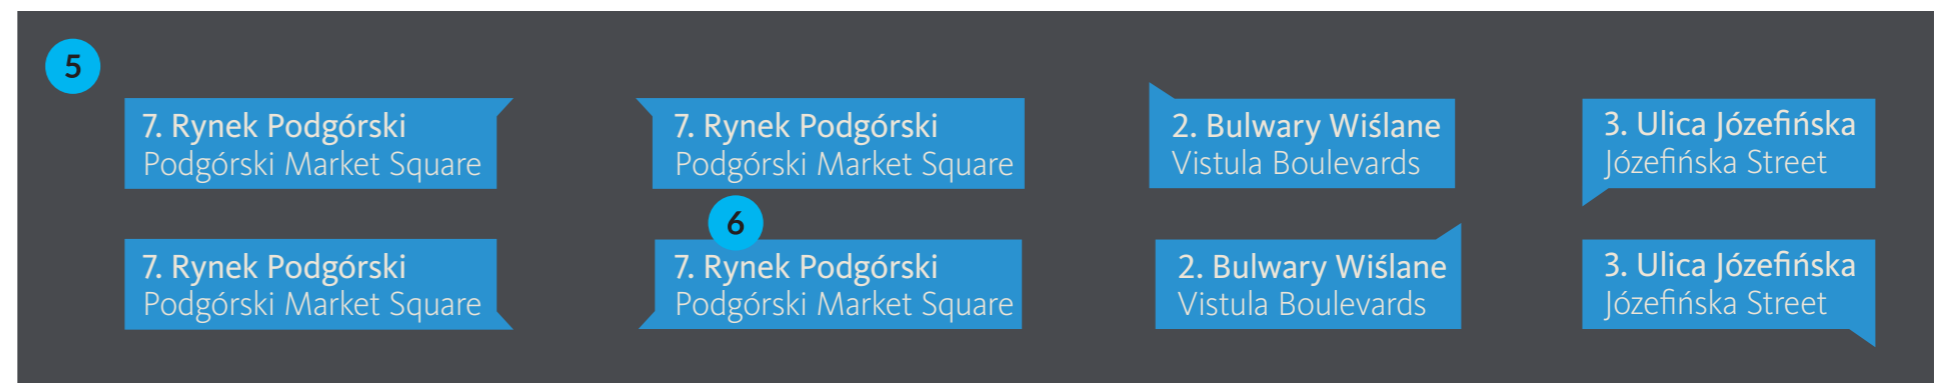 5
7. Rynek Podgórski
Podgórski Market Square
7. Rynek Podgórski
Podgórski Market Square
2. Bulwary Wiślane
Vistula Boulevards
3. Ulica Józefińska
Józefińska Street
6
7. Rynek Podgórski
Podgórski Market Square
7. Rynek Podgórski
Podgórski Market Square
2. Bulwary Wiślane
Vistula Boulevards
3. Ulica Józefińska
Józefińska Street